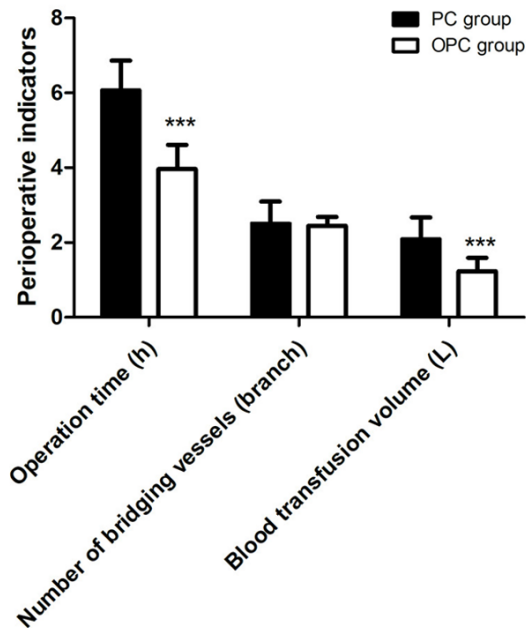 PC group
OPC group
Perioperative indicators
8
6
4
2
0
***
***
Operation time (h)
Number of bridging vessels (branch)
Blood transfusion volume (L)